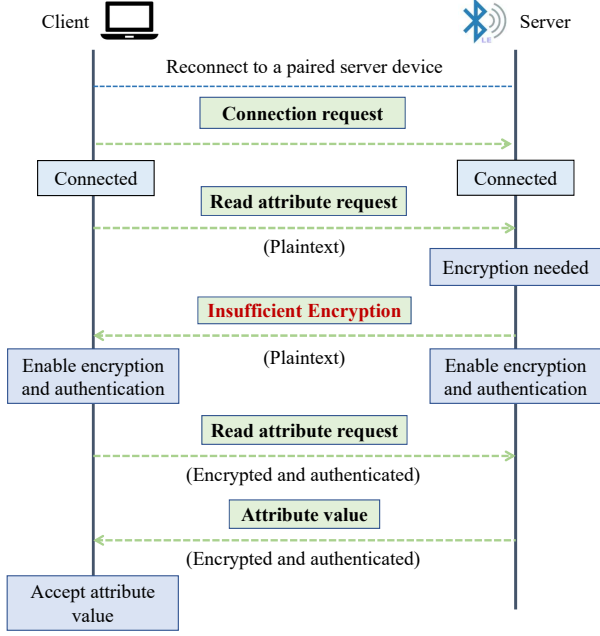 Client
Server
LE
Reconnect to a paired server device
Connection request
Connected
Connected
Read attribute request
(Plaintext)
Encryption needed
Insufficient Encryption
(Plaintext)
Enable encryption
and authentication
Enable encryption
and authentication
Read attribute request
(Encrypted and authenticated)
Attribute value
(Encrypted and authenticated)
Accept attribute
value